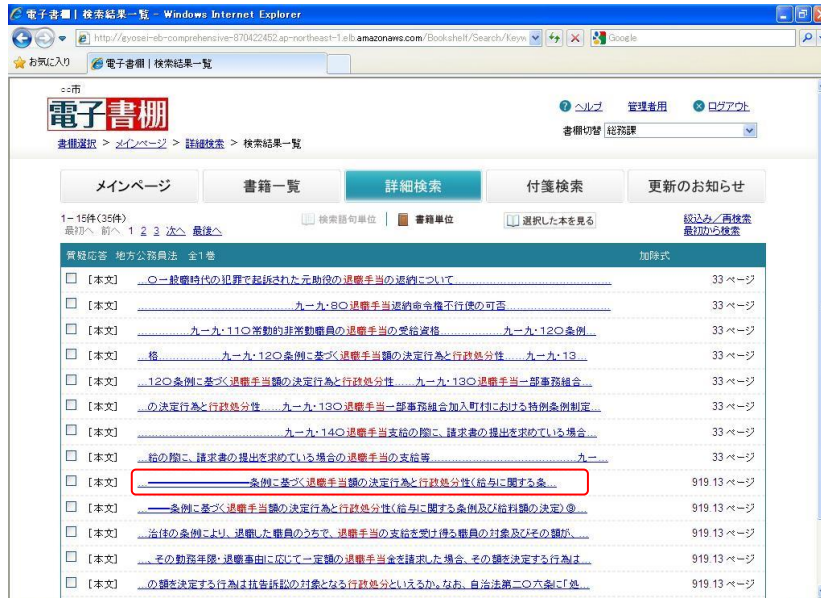 電子書棚 | 検索結果一覧 - Windows Internet Explorer
http://gyosei-eb-comprehensive-870422452.ap-northeast-1.elb.amazonaws.com/Bookshelf/Search/Keyw
Google
お気に入り 電子書棚 | 検索結果一覧
○○市
電子書棚
ヘルプ 管理者用 ログアウト
書棚切替 総務課
書棚選択 > メインページ > 詳細検索 > 検索結果一覧
メインページ 書籍一覧 詳細検索 付箋検索 更新のお知らせ
1- 15件(35件) 検索語句単位 書籍単位 選択した本を見る 絞込み/再検索
最初へ 前へ 1 2 3 次へ 最後へ 最初から検索
質疑応答 地方公務員法 全1巻 加除式
[本文] …〇一般職時代の犯罪で起訴された元助役の退職手当の返納について…………………………… 33 ページ
[本文] ……………………………九一九・80退職手当返納命令権不行使の可否…………………… 33 ページ
[本文] ……………九一九・110常勤的非常勤職員の受給資格………………九一九・120条例… 33 ページ
[本文] …格………………九一九・120条例に基づく退職手当額の決定行為と行政処分性……九一九・13… 33 ページ
[本文] …120条例に基づく退職手当額の決定行為と行政処分性……九一九・130退職手当一部事務組合… 33 ページ
[本文] …の決定行為と行政処分性……九一九・130退職手当一部事務組合加入町村における特例条例制定… 33 ページ
[本文] ……………………………九一九・140退職手当支給の際に、請求書の提出を求めている場合… 33 ページ
[本文] …給の際に、請求書の提出を求めている場合の退職手当の支給等……………………………九一… 33 ページ
[本文] …――――――――条例に基づく退職手当額の決定行為と行政処分性(給与に関する条… 919.13 ページ
[本文] …――条例に基づく退職手当額の決定行為と行政処分性(給与に関する条例及び給料額の決定)⑨… 919.13 ページ
[本文] …治体の条例により、退職した職員のうちで、退職手当の支給を受け得る職員の対象及びその額が、… 919.13 ページ
[本文] …、その勤務年限・退職事由に応じて一定額の退職手当金を請求した場合、その額を決定する行為は… 919.13 ページ
[本文] …の額を決定する行為は抗告訴訟の対象となる行政処分といえるか。なお、自治法第二〇六条に「処… 919.13 ページ